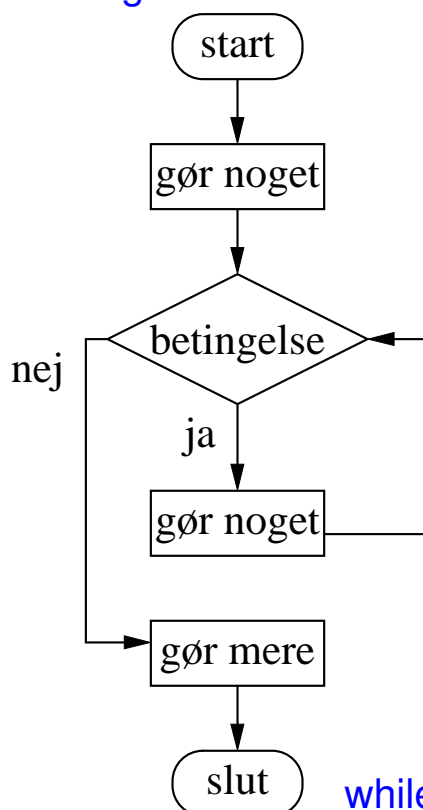 start
gør noget
betingelse
nej
ja
gør noget
gør mere
slut
while